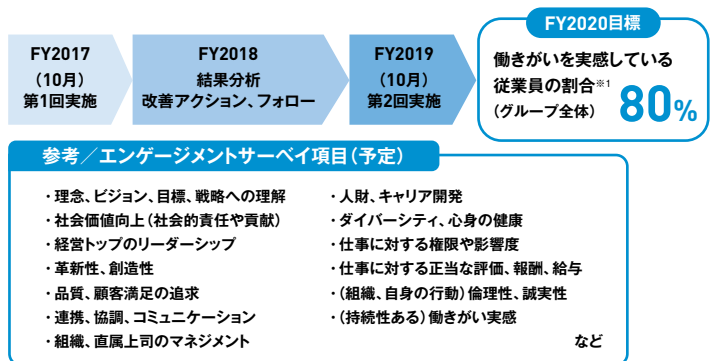 FY2017
(10月)
第1回実施
FY2018
結果分析
改善アクション、フォロー
FY2019
(10月)
第2回実施
FY2020目標
働きがいを実感している
従業員の割合※1
(グループ全体) 80%
参考／エンゲージメントサーベイ項目（予定）
・理念、ビジョン、目標、戦略への理解
・社会価値向上（社会的責任や貢献）
・経営トップのリーダーシップ
・革新性、創造性
・品質、顧客満足の追求
・連携、協調、コミュニケーション
・組織、直属上司のマネジメント
・人財、キャリア開発
・ダイバーシティ、心身の健康
・仕事に対する権限や影響度
・仕事に対する正当な評価、報酬、給与
・（組織、自身の行動）倫理性、誠実性
・（持続性ある）働きがい実感
など